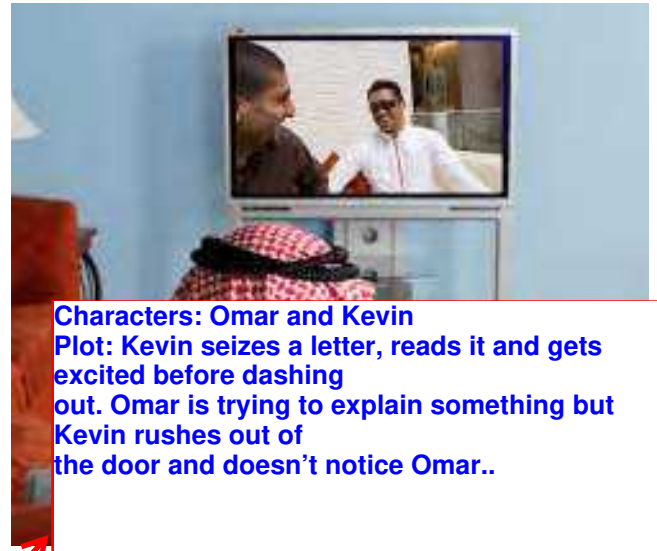 Characters: Omar and Kevin
Plot: Kevin seizes a letter, reads it and gets
excited before dashing
out. Omar is trying to explain something but
Kevin rushes out of
the door and doesn't notice Omar..